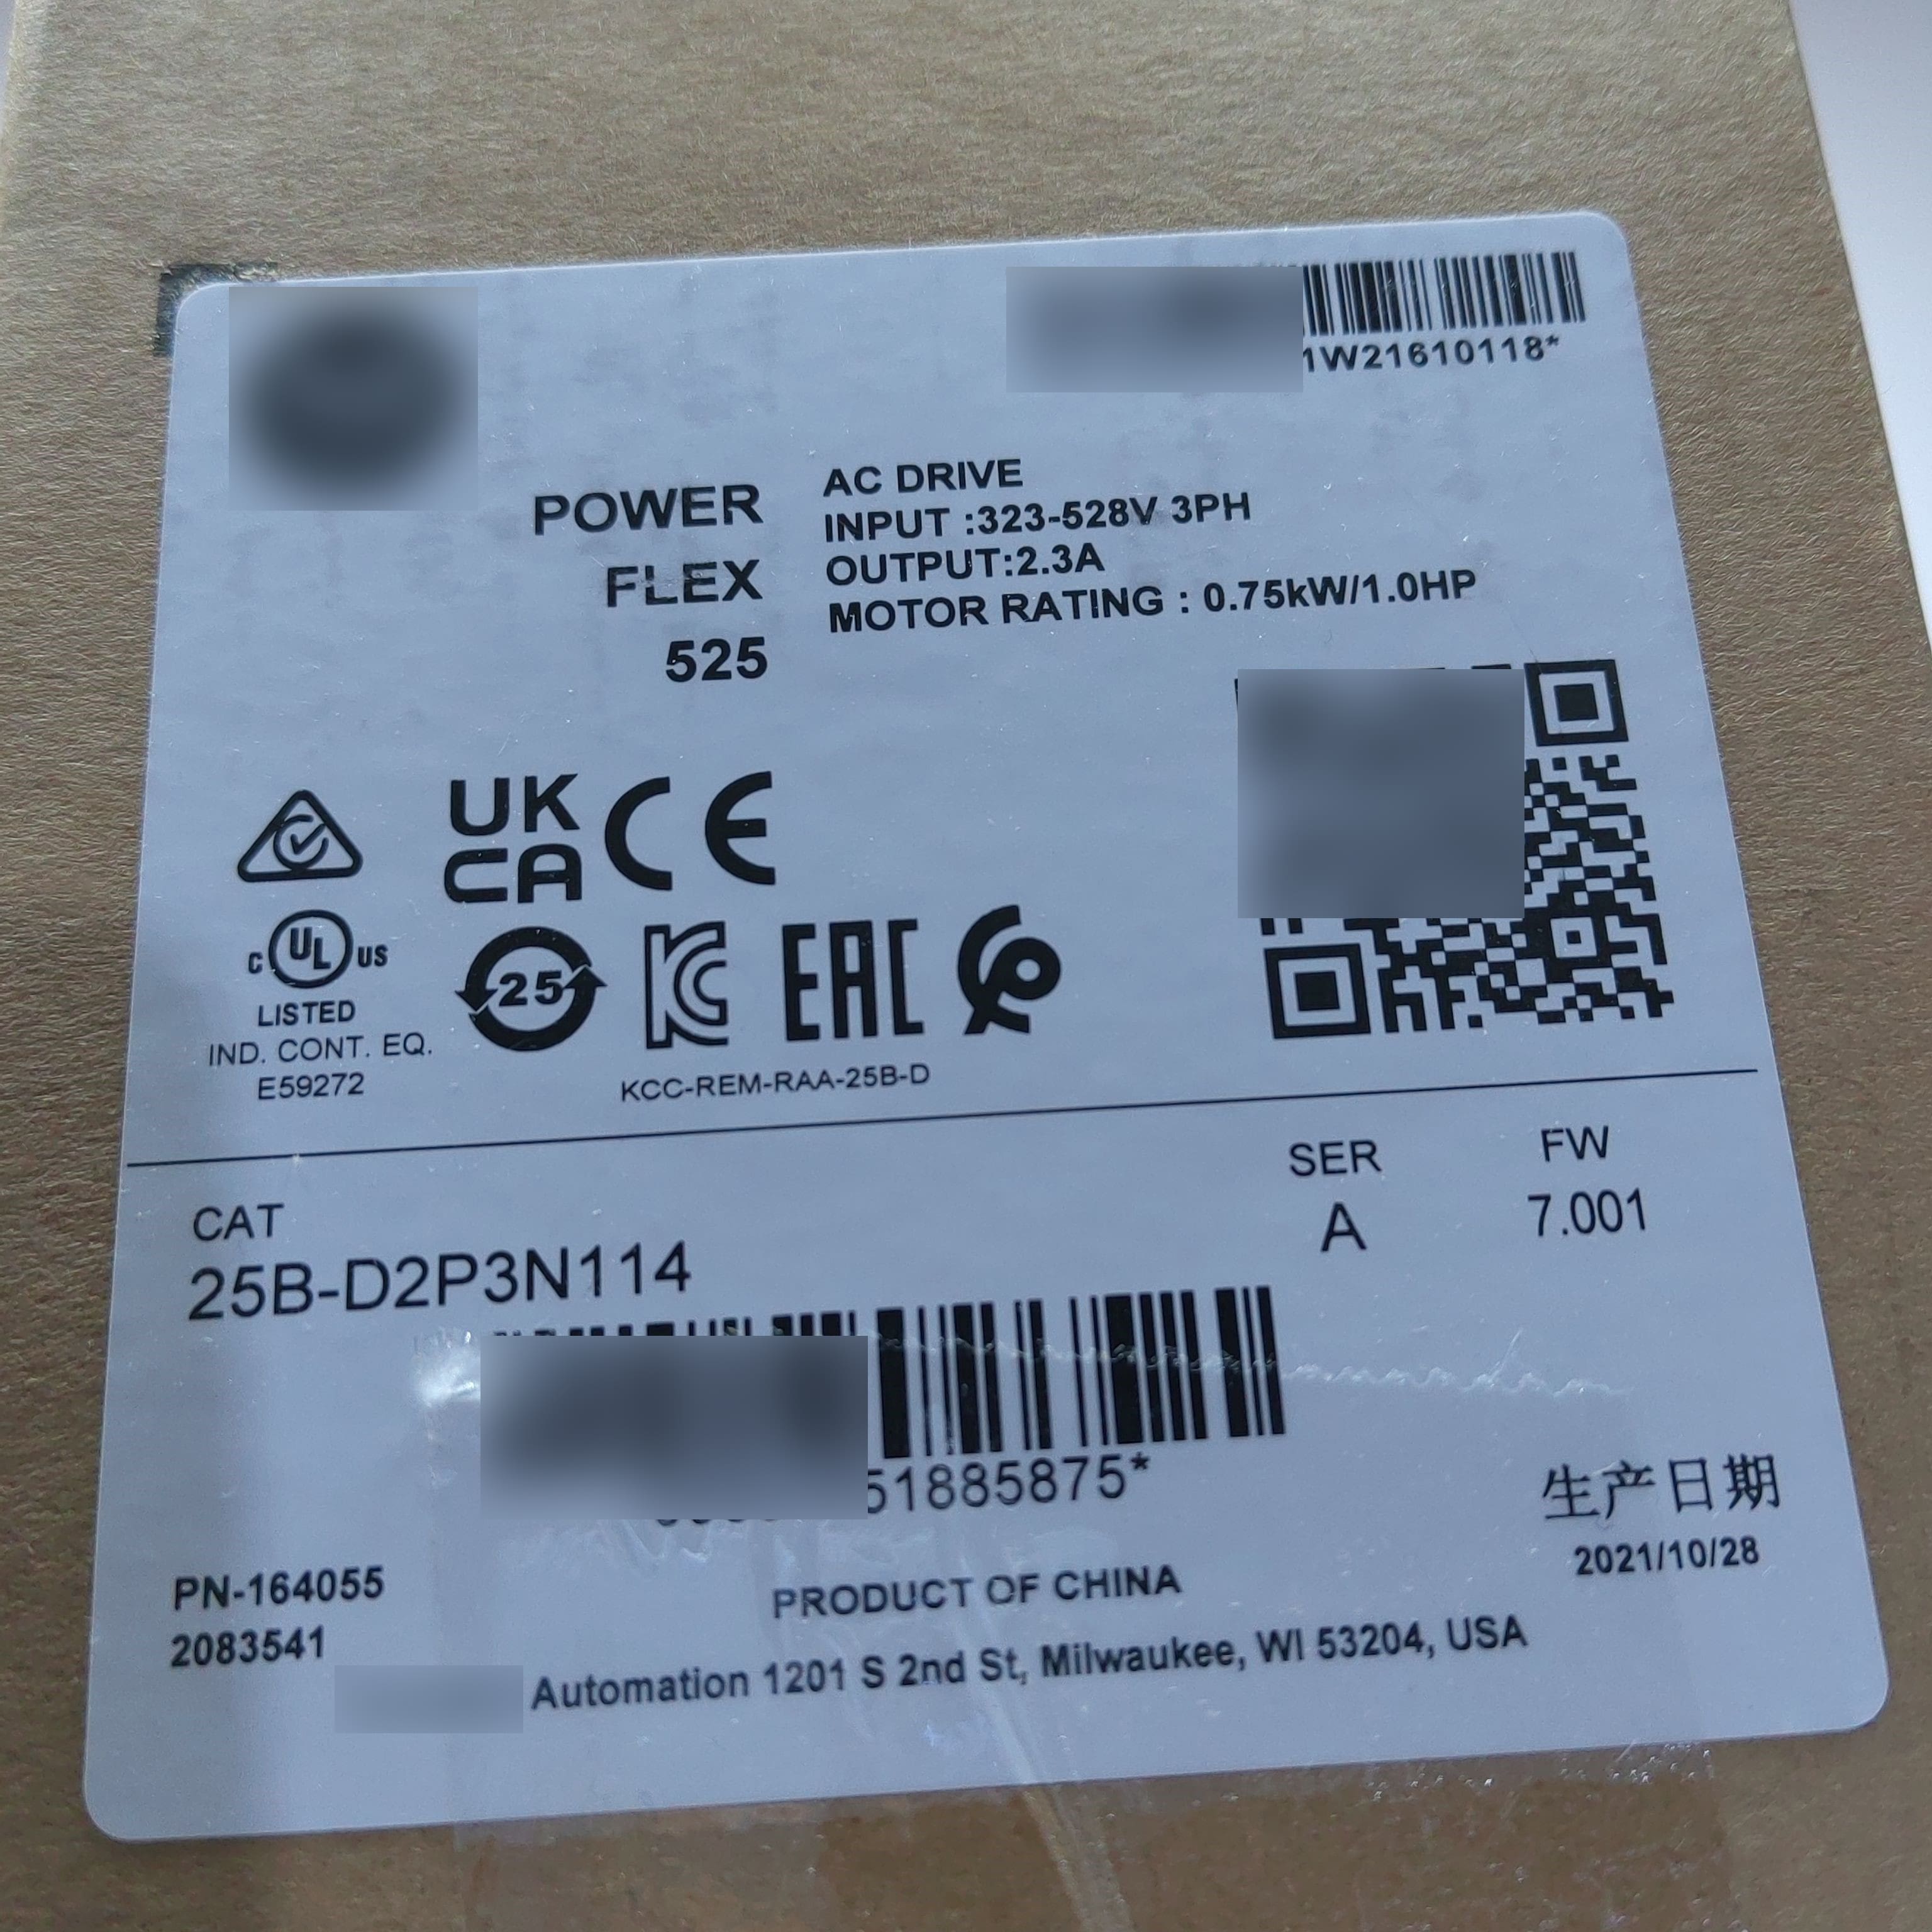 1W21610118*
POWER
FLEX
525
AC DRIVE
INPUT :323-528V 3PH
OUTPUT:2.3A
MOTOR RATING : 0.75kW/1.0HP
UK
CA
CE
C UL US
LISTED
IND. CONT. EQ.
E59272
25
KC
EAC
KCC-REM-RAA-25B-D
CAT
25B-D2P3N114
SER
A
FW
7.001
51885875*
生产日期
2021/10/28
PN-164055
2083541
PRODUCT OF CHINA
Automation 1201 S 2nd St, Milwaukee, WI 53204, USA